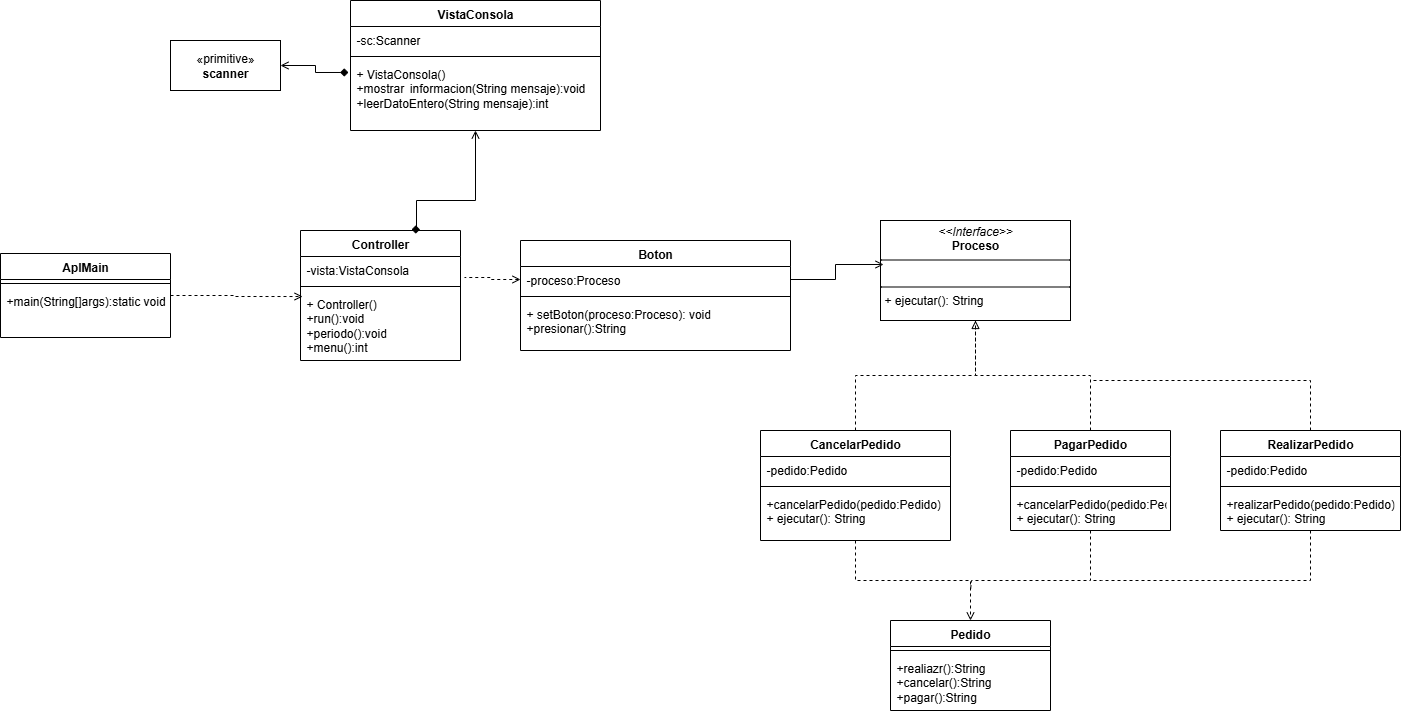 VistaConsola
-sc:Scanner
+ VistaConsola()
+mostrar informacion(String mensaje):void
+leerDatoEntero(String mensaje):int
«primitive»
scanner
AplMain
+main(String[]args):static void
Controller
-vista:VistaConsola
+ Controller()
+run():void
+periodo():void
+menu():int
Boton
-proceso:Proceso
+ setBoton(proceso:Proceso): void
+presionar():String
<<Interface>>
Proceso
+ ejecutar(): String
CancelarPedido
-pedido:Pedido
+cancelarPedido(pedido:Pedido)
+ ejecutar(): String
PagarPedido
-pedido:Pedido
+cancelarPedido(pedido:Pe
+ ejecutar(): String
RealizarPedido
-pedido:Pedido
+realizarPedido(pedido:Pedido)
+ ejecutar(): String
Pedido
+realiazr():String
+cancelar():String
+pagar():String